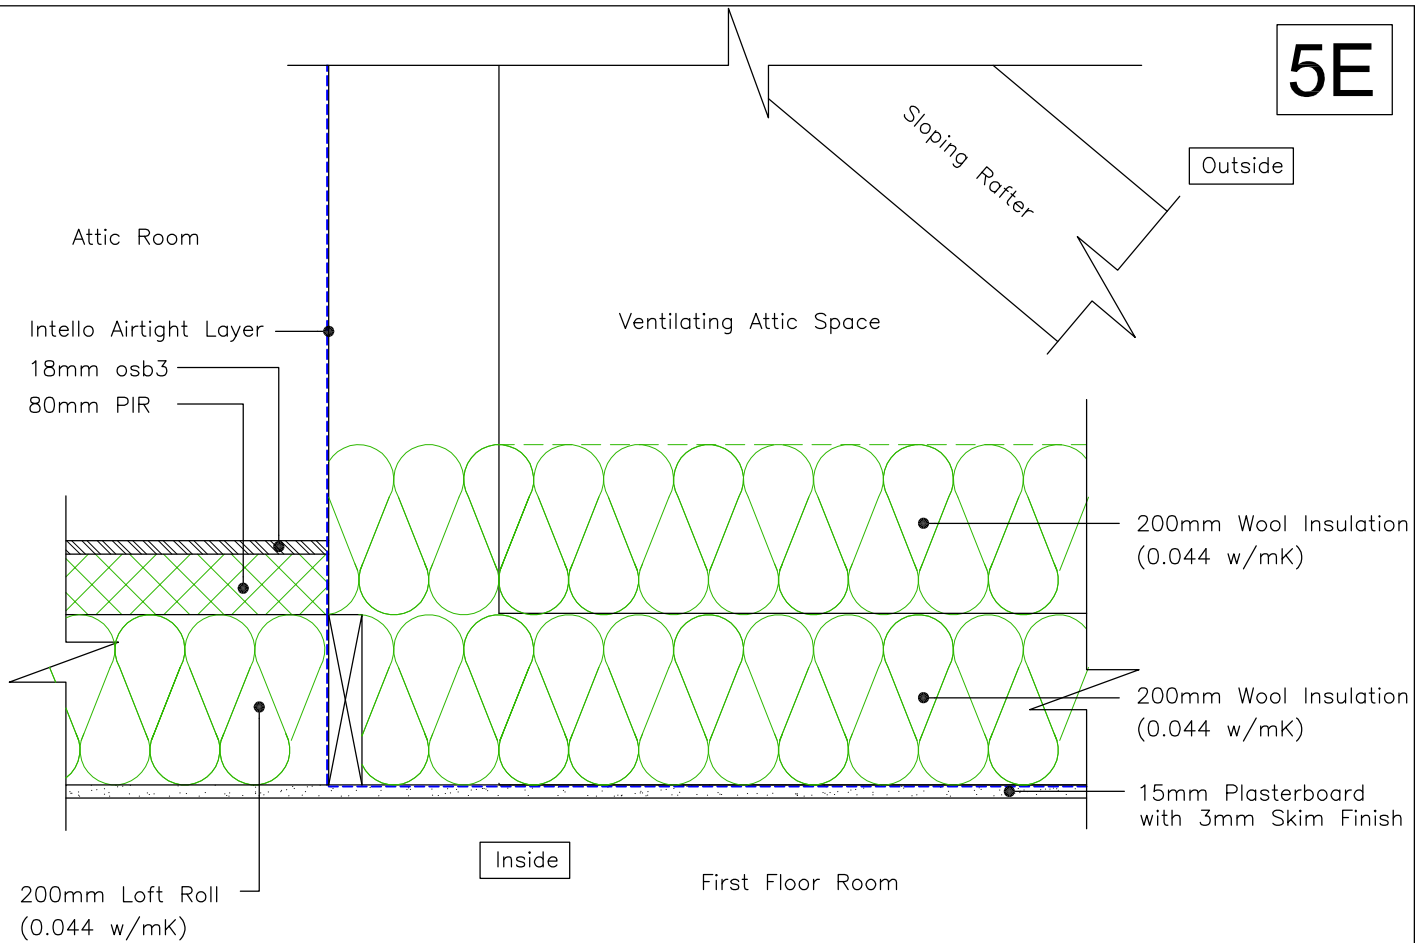 5E
Sloping Rafter
Outside
Attic Room
Intello Airtight Layer
18mm osb3
80mm PIR
Ventilating Attic Space
200mm Wool Insulation
(0.044 w/mK)
200mm Wool Insulation
(0.044 w/mK)
15mm Plasterboard
with 3mm Skim Finish
Inside
First Floor Room
200mm Loft Roll
(0.044 w/mK)